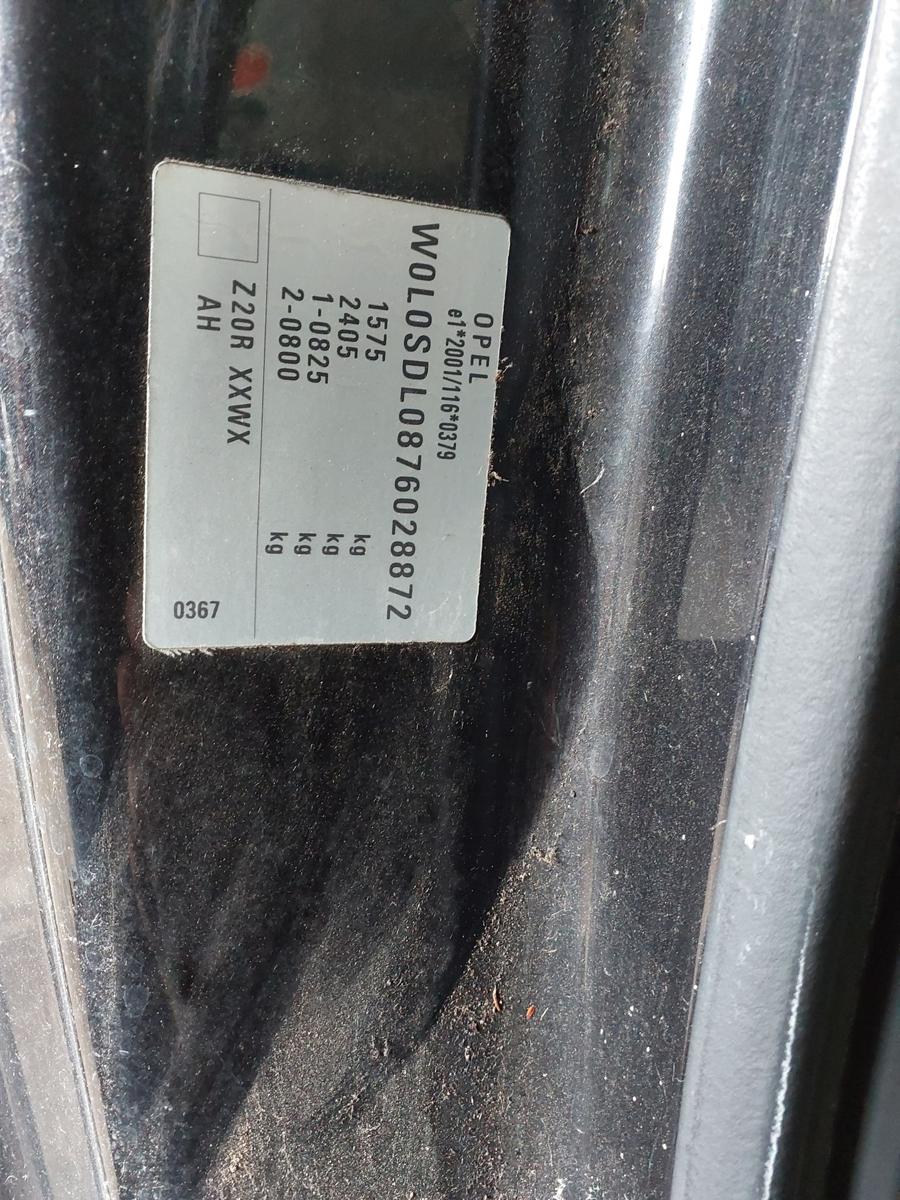 OPEL
e1*2001/116*0379
W0L0SDL0876028872
1575 kg
2405 kg
1-0825 kg
2-0800 kg
Z20R XXWX
AH
0367